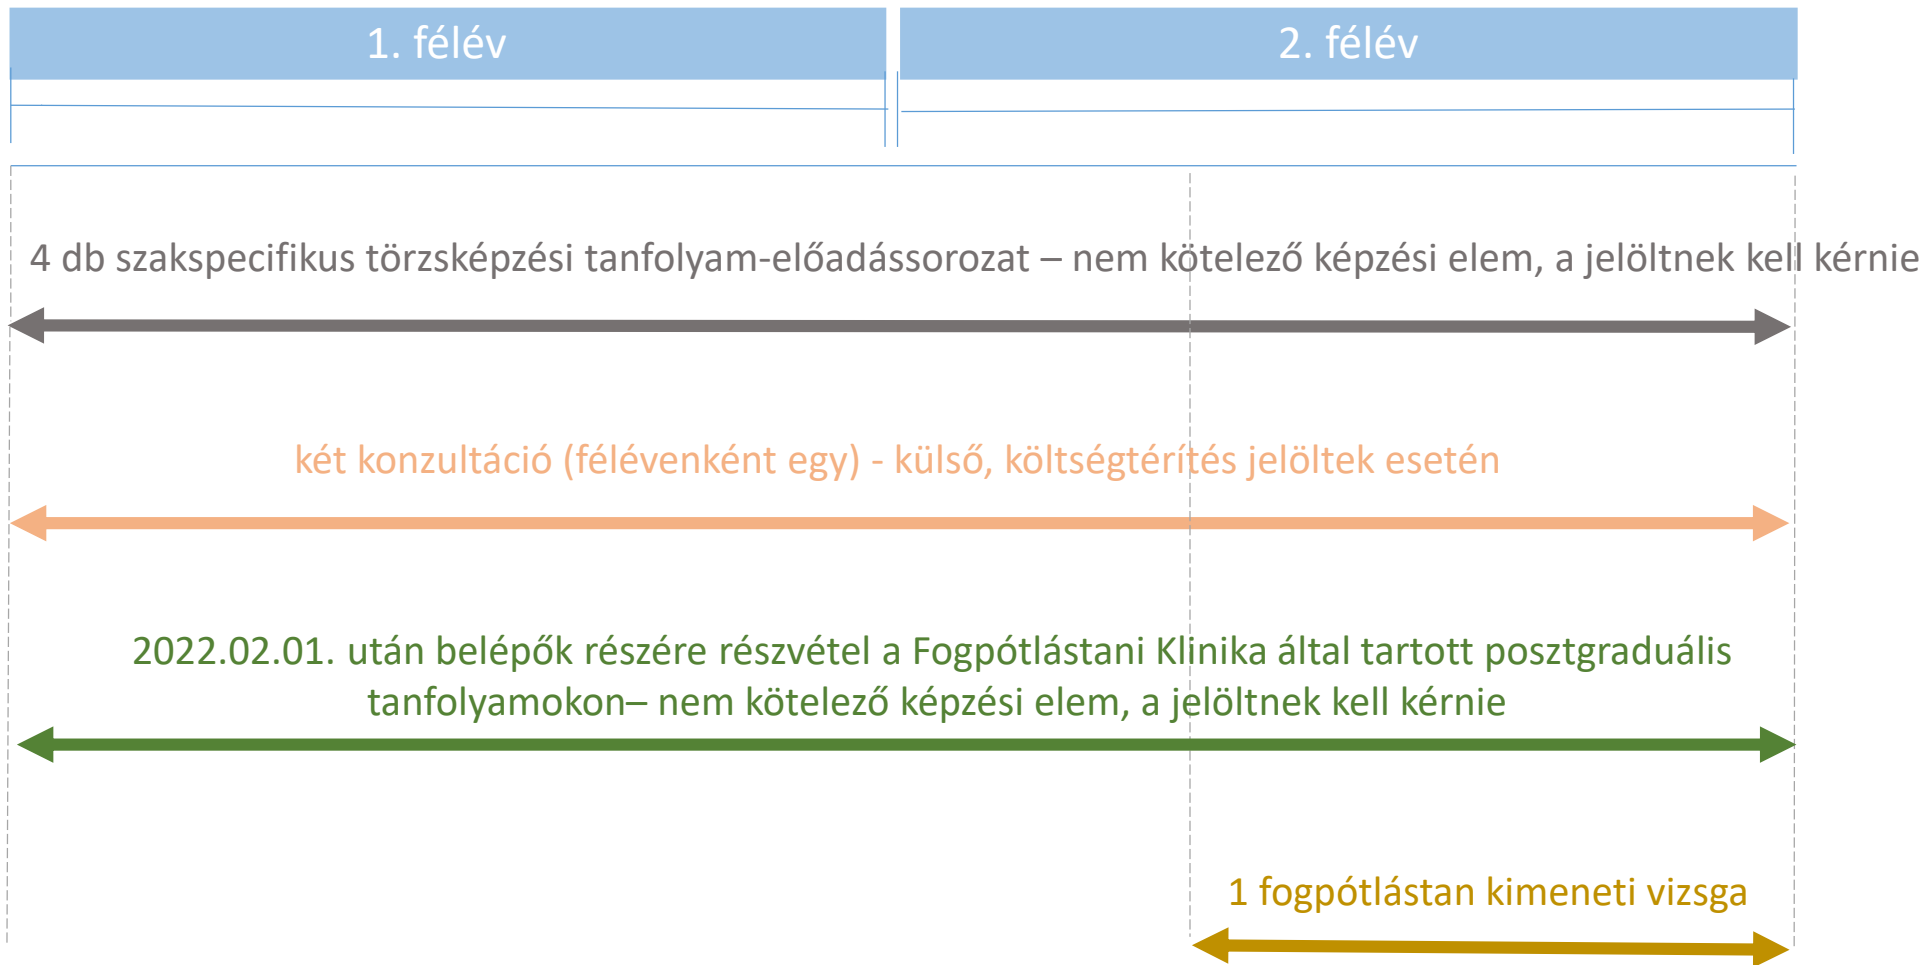 1. félév
2. félév
4 db szakspecifikus törzsképzési tanfolyam-előadássorozat – nem kötelező képzési elem, a jelöltnek kell kérnie
két konzultáció (félévenként egy) - külső, költségtérítés jelöltek esetén
2022.02.01. után belépők részére részvétel a Fogpótlástani Klinika által tartott posztgraduális
tanfolyamokon– nem kötelező képzési elem, a jelöltnek kell kérnie
1 fogpótlástan kimeneti vizsga